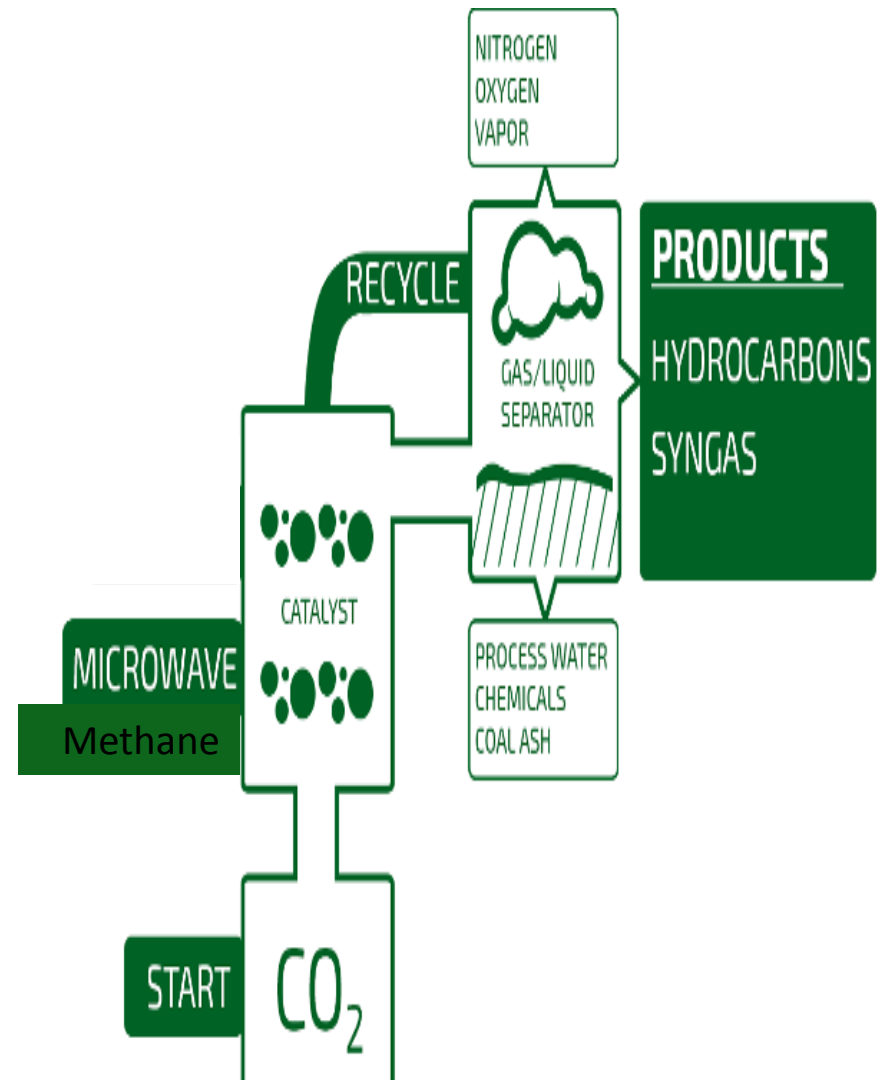 NITROGEN
OXYGEN
VAPOR
RECYCLE
GAS/LIQUID
SEPARATOR
PRODUCTS
HYDROCARBONS
SYNGAS
CATALYST
MICROWAVE
Methane
PROCESS WATER
CHEMICALS
COAL ASH
START
CO₂